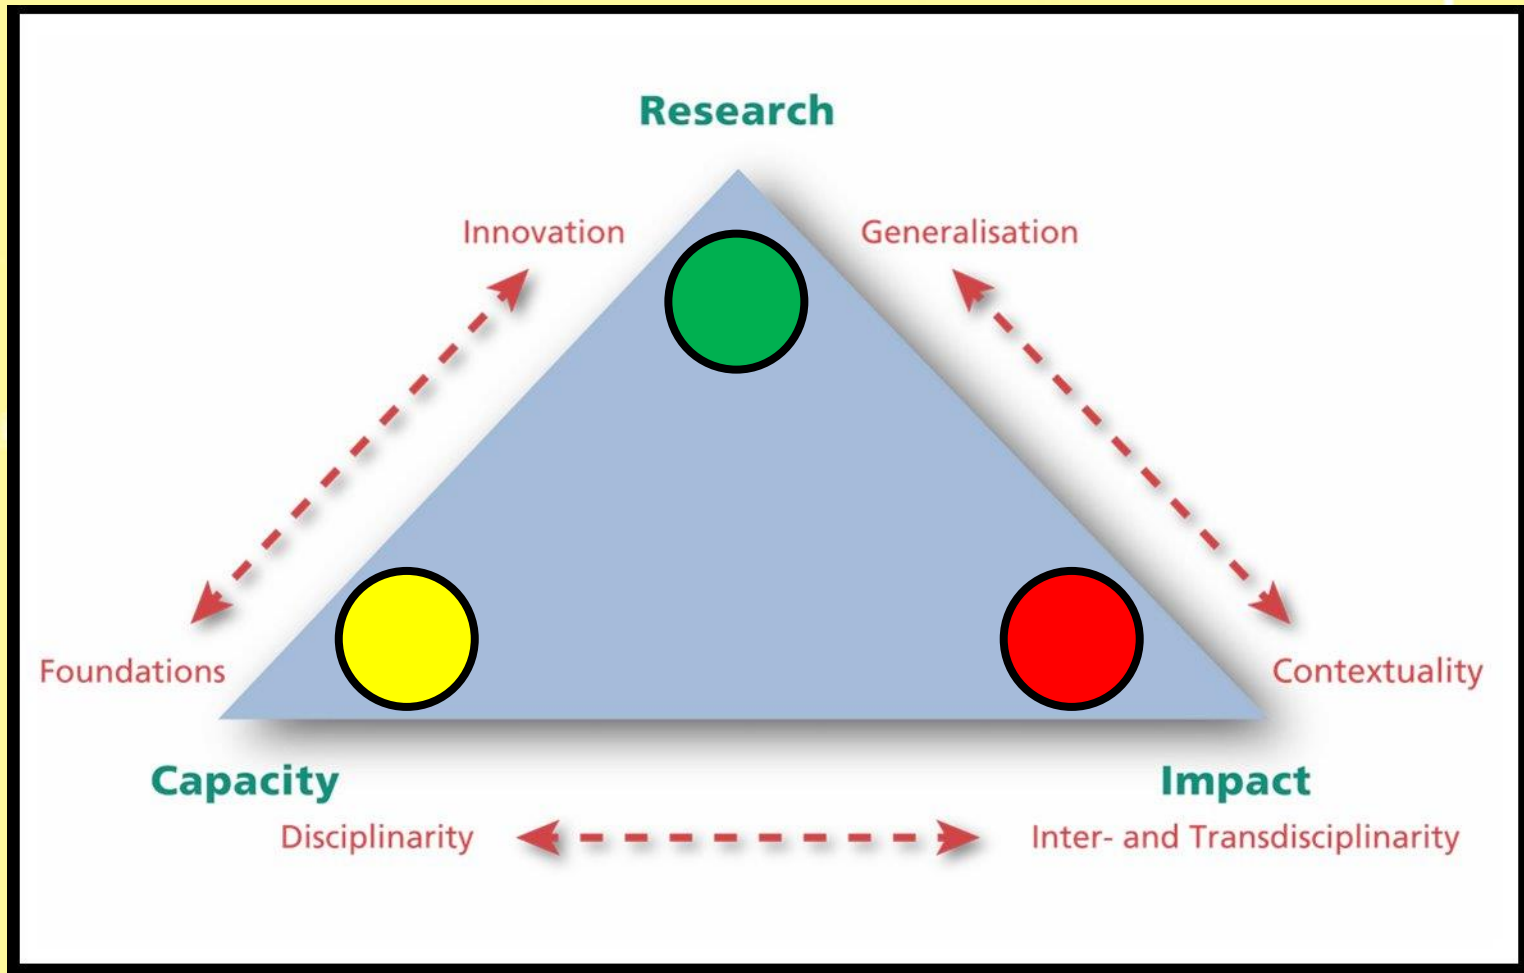 Research
Innovation
Generalisation
Foundations
Contextuality
Capacity
Impact
Disciplinarity
Inter- and Transdisciplinarity